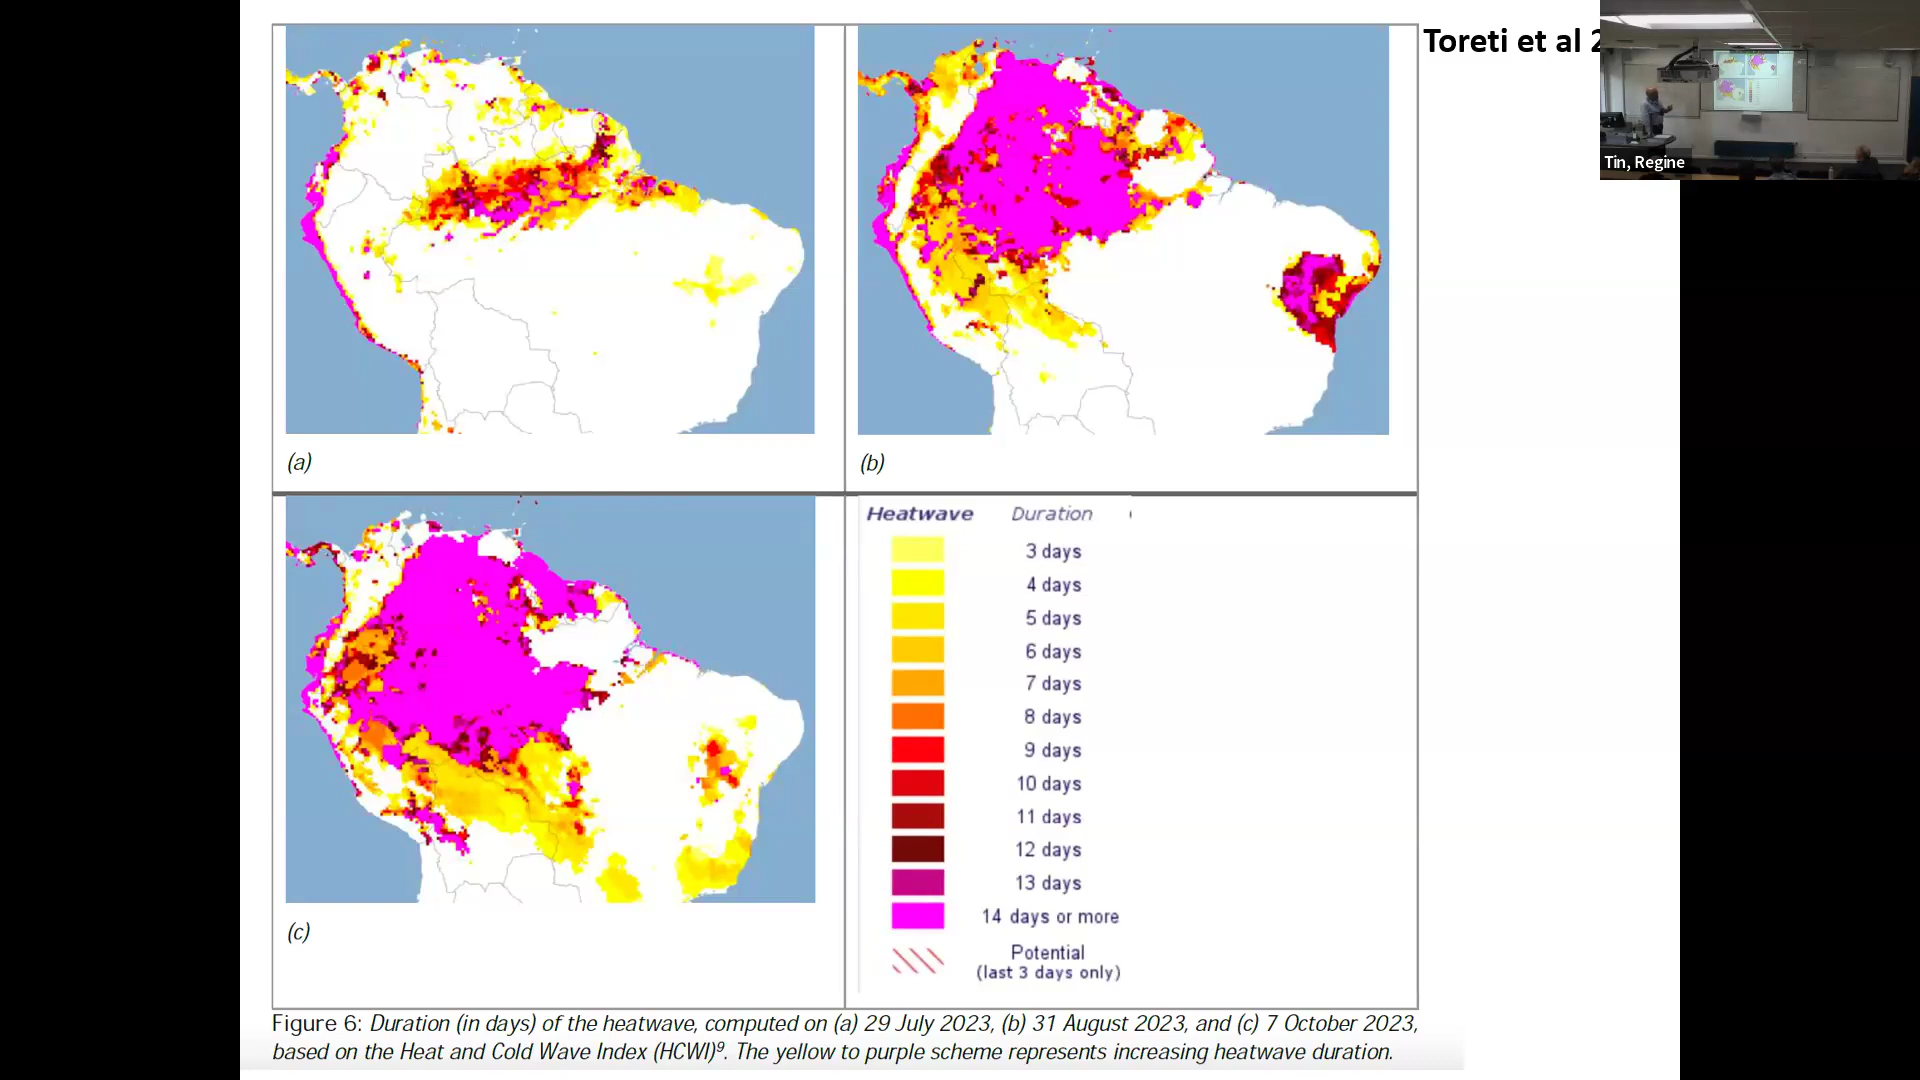 Toreti et al
Tin, Regine
(a)
(b)
(c)
Heatwave Duration
3 days
4 days
5 days
6 days
7 days
8 days
9 days
10 days
11 days
12 days
13 days
14 days or more
Potential
(last 3 days only)
Figure 6: Duration (in days) of the heatwave, computed on (a) 29 July 2023, (b) 31 August 2023, and (c) 7 October 2023,
based on the Heat and Cold Wave Index (HCWI)⁹. The yellow to purple scheme represents increasing heatwave duration.